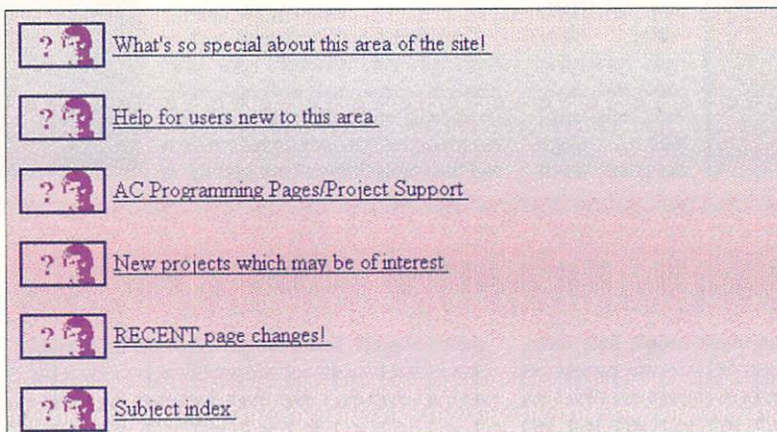 ? What's so special about this area of the site!
? Help for users new to this area
? AC Programming Pages/Project Support
? New projects which may be of interest
? RECENT page changes!
? Subject index